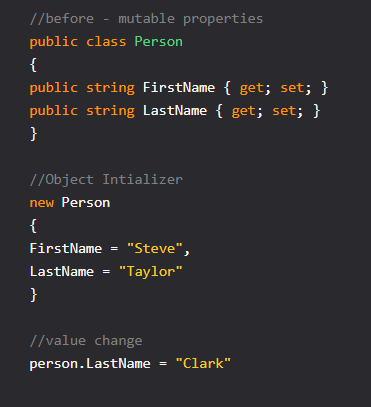 //before - mutable properties
public class Person
{
public string FirstName { get; set; }
public string LastName { get; set; }
}
//Object Intializer
new Person
{
FirstName = "Steve",
LastName = "Taylor"
}
//value change
person.LastName = "Clark"